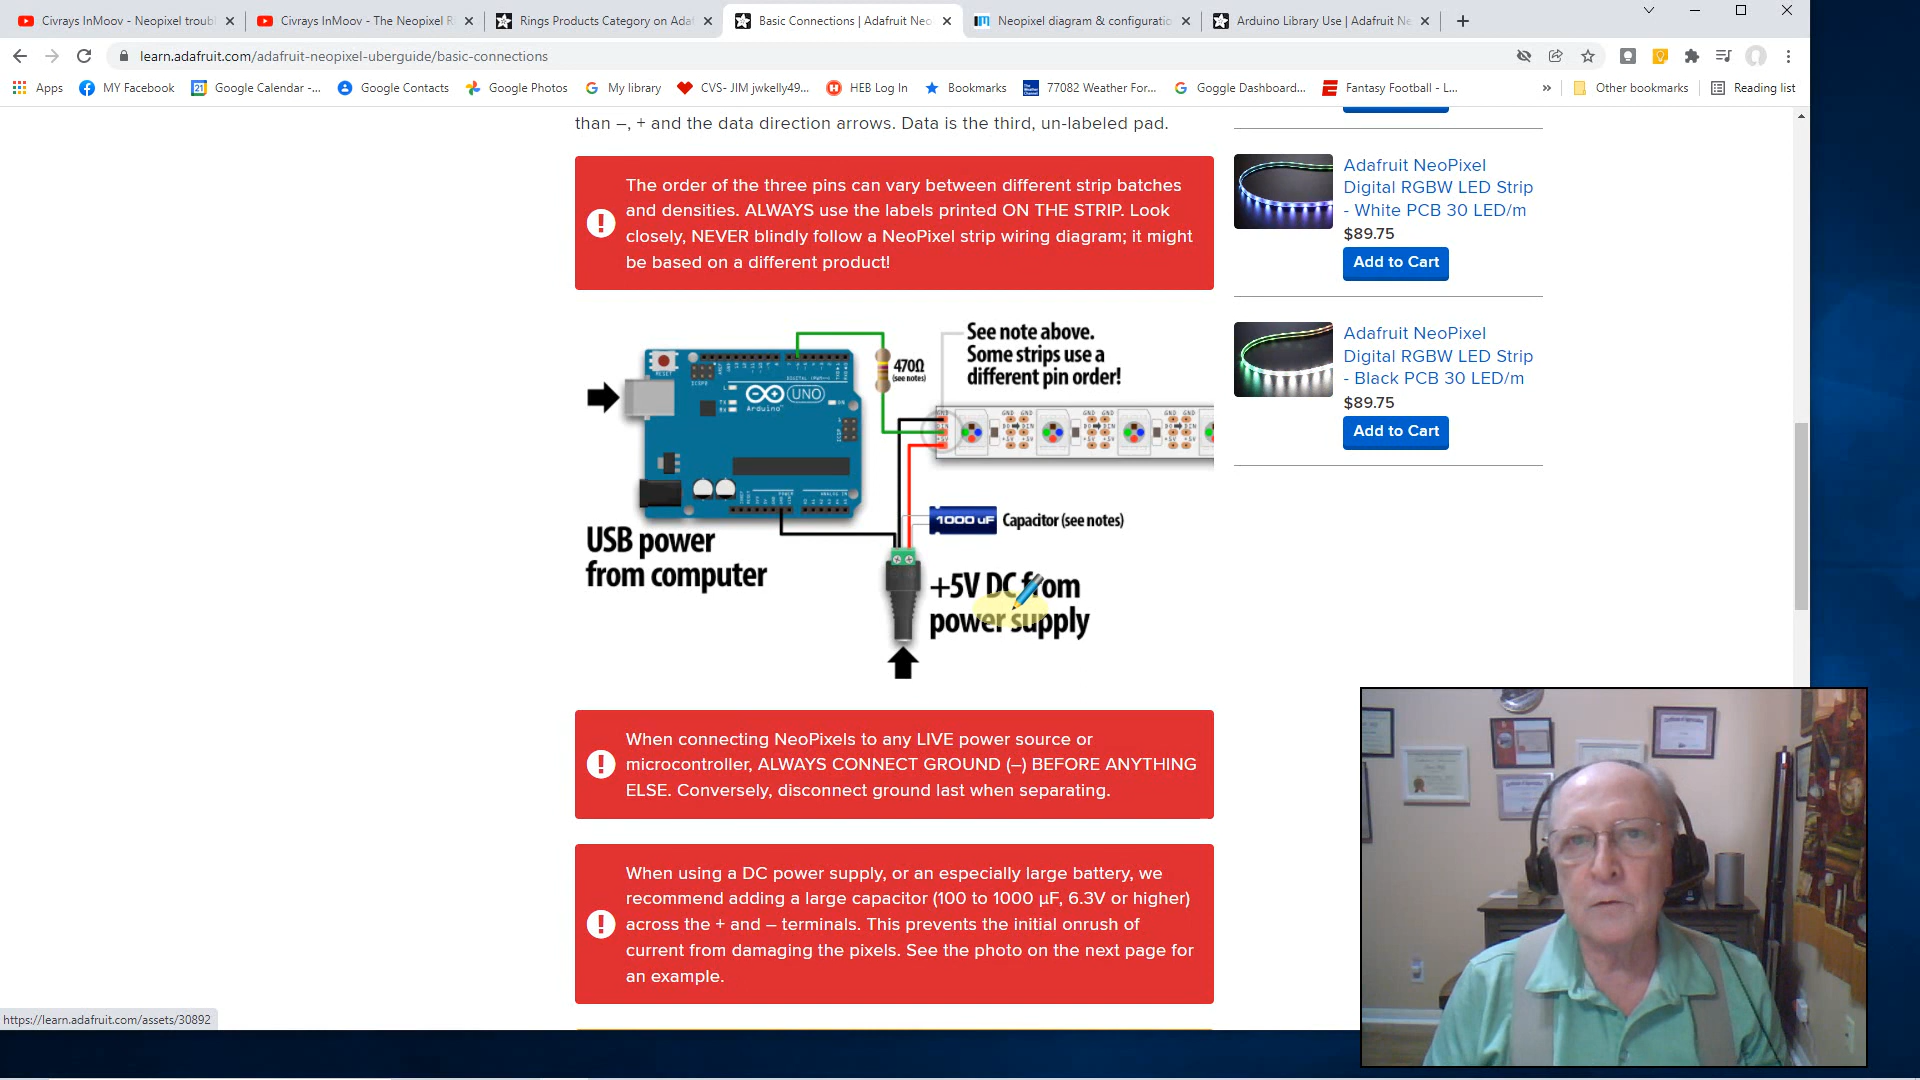 Civrays InMoov - Neopixel troubl
Civrays InMoov - The Neopixel R
Rings Products Category on Ada
Basic Connections | Adafruit Neo
Neopixel diagram & configuratio
Arduino Library Use | Adafruit Ne
learn.adafruit.com/adafruit-neopixel-uberguide/basic-connections
Apps
MY Facebook
Google Calendar -...
Google Contacts
Google Photos
My library
CVS- JIM jwkelly49...
HEB Log In
Bookmarks
77082 Weather For...
Goggle Dashboard...
Fantasy Football - L...
Other bookmarks
Reading list
than –, + and the data direction arrows. Data is the third, un-labeled pad.
The order of the three pins can vary between different strip batches
and densities. ALWAYS use the labels printed ON THE STRIP. Look
closely, NEVER blindly follow a NeoPixel strip wiring diagram; it might
be based on a different product!
See note above.
Some strips use a
different pin order!
470Ω
(see notes)
UNO
Arduino
1000 uF
Capacitor (see notes)
USB power
from computer
+5V DC from
power supply
When connecting NeoPixels to any LIVE power source or
microcontroller, ALWAYS CONNECT GROUND (–) BEFORE ANYTHING
ELSE. Conversely, disconnect ground last when separating.
When using a DC power supply, or an especially large battery, we
recommend adding a large capacitor (100 to 1000 µF, 6.3V or higher)
across the + and – terminals. This prevents the initial onrush of
current from damaging the pixels. See the photo on the next page for
an example.
Adafruit NeoPixel
Digital RGBW LED Strip
- White PCB 30 LED/m
$89.75
Add to Cart
Adafruit NeoPixel
Digital RGBW LED Strip
- Black PCB 30 LED/m
$89.75
Add to Cart
https://learn.adafruit.com/assets/30892